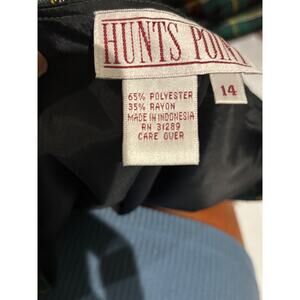 HUNTS POINT
14
65% POLYESTER
35% RAYON
MADE IN INDONESIA
RN 31289
CARE OVER